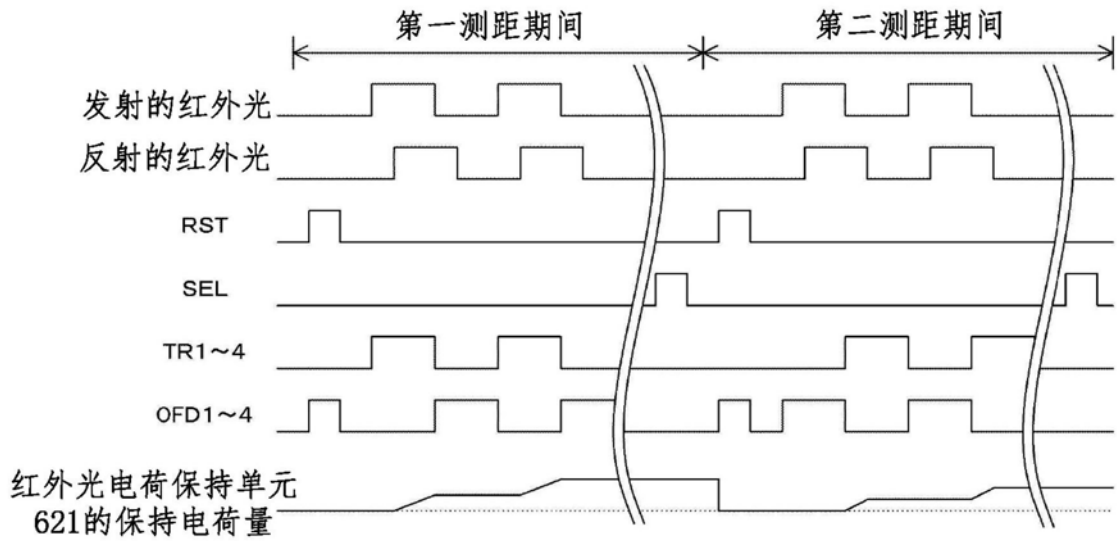 第一测距期间
第二测距期间
发射的红外光
反射的红外光
RST
SEL
TR1～4
OFD1～4
红外光电荷保持单元
621的保持电荷量